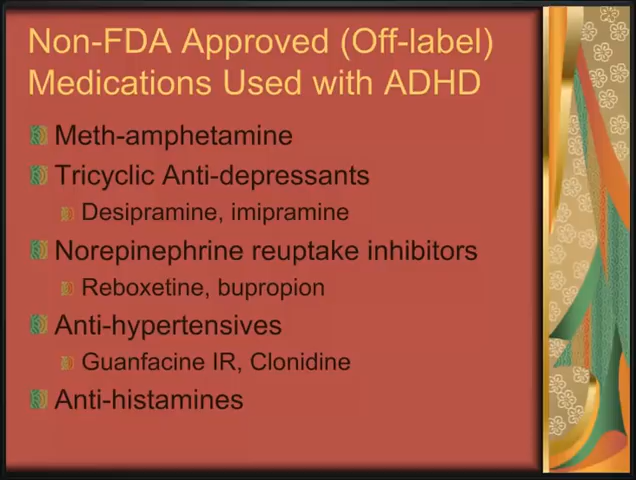 Non-FDA Approved (Off-label)
Medications Used with ADHD
Meth-amphetamine
Tricyclic Anti-depressants
Desipramine, imipramine
Norepinephrine reuptake inhibitors
Reboxetine, bupropion
Anti-hypertensives
Guanfacine IR, Clonidine
Anti-histamines